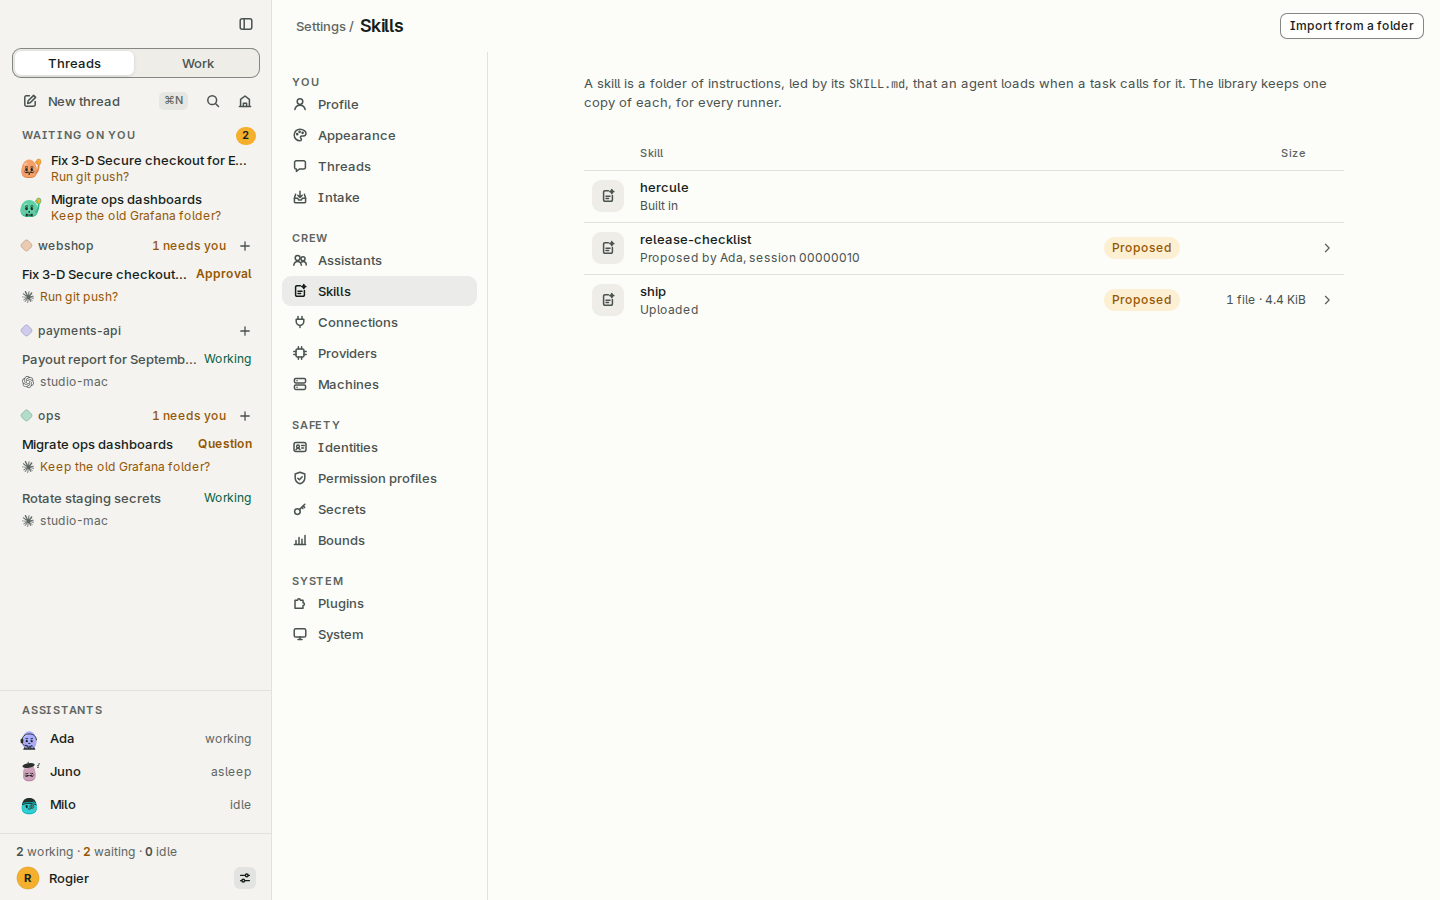 Threads
Work
New thread
⌘N
WAITING ON YOU
2
Fix 3-D Secure checkout for E...
Run git push?
Migrate ops dashboards
Keep the old Grafana folder?
webshop
1 needs you
Fix 3-D Secure checkout...
Approval
Run git push?
payments-api
Payout report for Septemb...
Working
studio-mac
ops
1 needs you
Migrate ops dashboards
Question
Keep the old Grafana folder?
Rotate staging secrets
Working
studio-mac
ASSISTANTS
Ada
working
Juno
asleep
Milo
idle
2 working · 2 waiting · 0 idle
R
Rogier
Settings / Skills
Import from a folder
YOU
Profile
Appearance
Threads
Intake
CREW
Assistants
Skills
Connections
Providers
Machines
SAFETY
Identities
Permission profiles
Secrets
Bounds
SYSTEM
Plugins
System
A skill is a folder of instructions, led by its SKILL.md, that an agent loads when a task calls for it. The library keeps one
copy of each, for every runner.
Skill
Size
hercule
Built in
release-checklist
Proposed by Ada, session 00000010
Proposed
ship
Uploaded
Proposed
1 file · 4.4 KiB